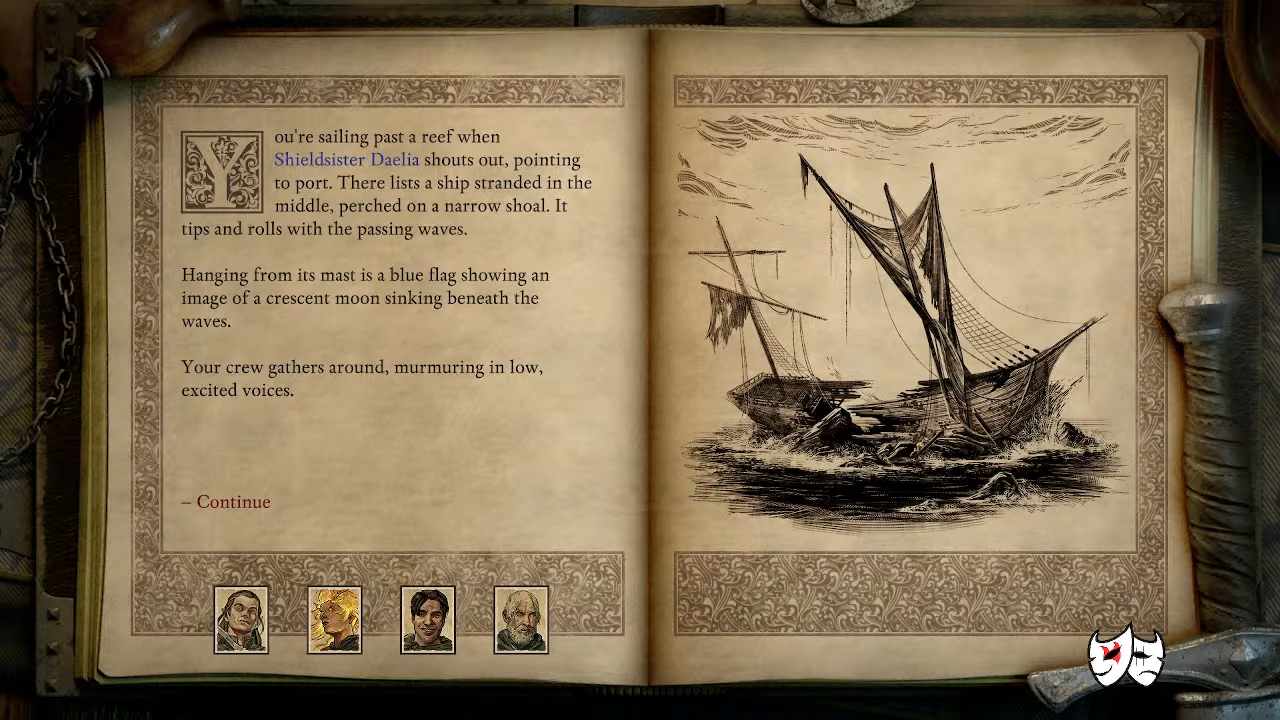 You're sailing past a reef when
Shieldsister Daelia shouts out, pointing
to port. There lists a ship stranded in the
middle, perched on a narrow shoal. It
tips and rolls with the passing waves.
Hanging from its mast is a blue flag showing an
image of a crescent moon sinking beneath the
waves.
Your crew gathers around, murmuring in low,
excited voices.
– Continue